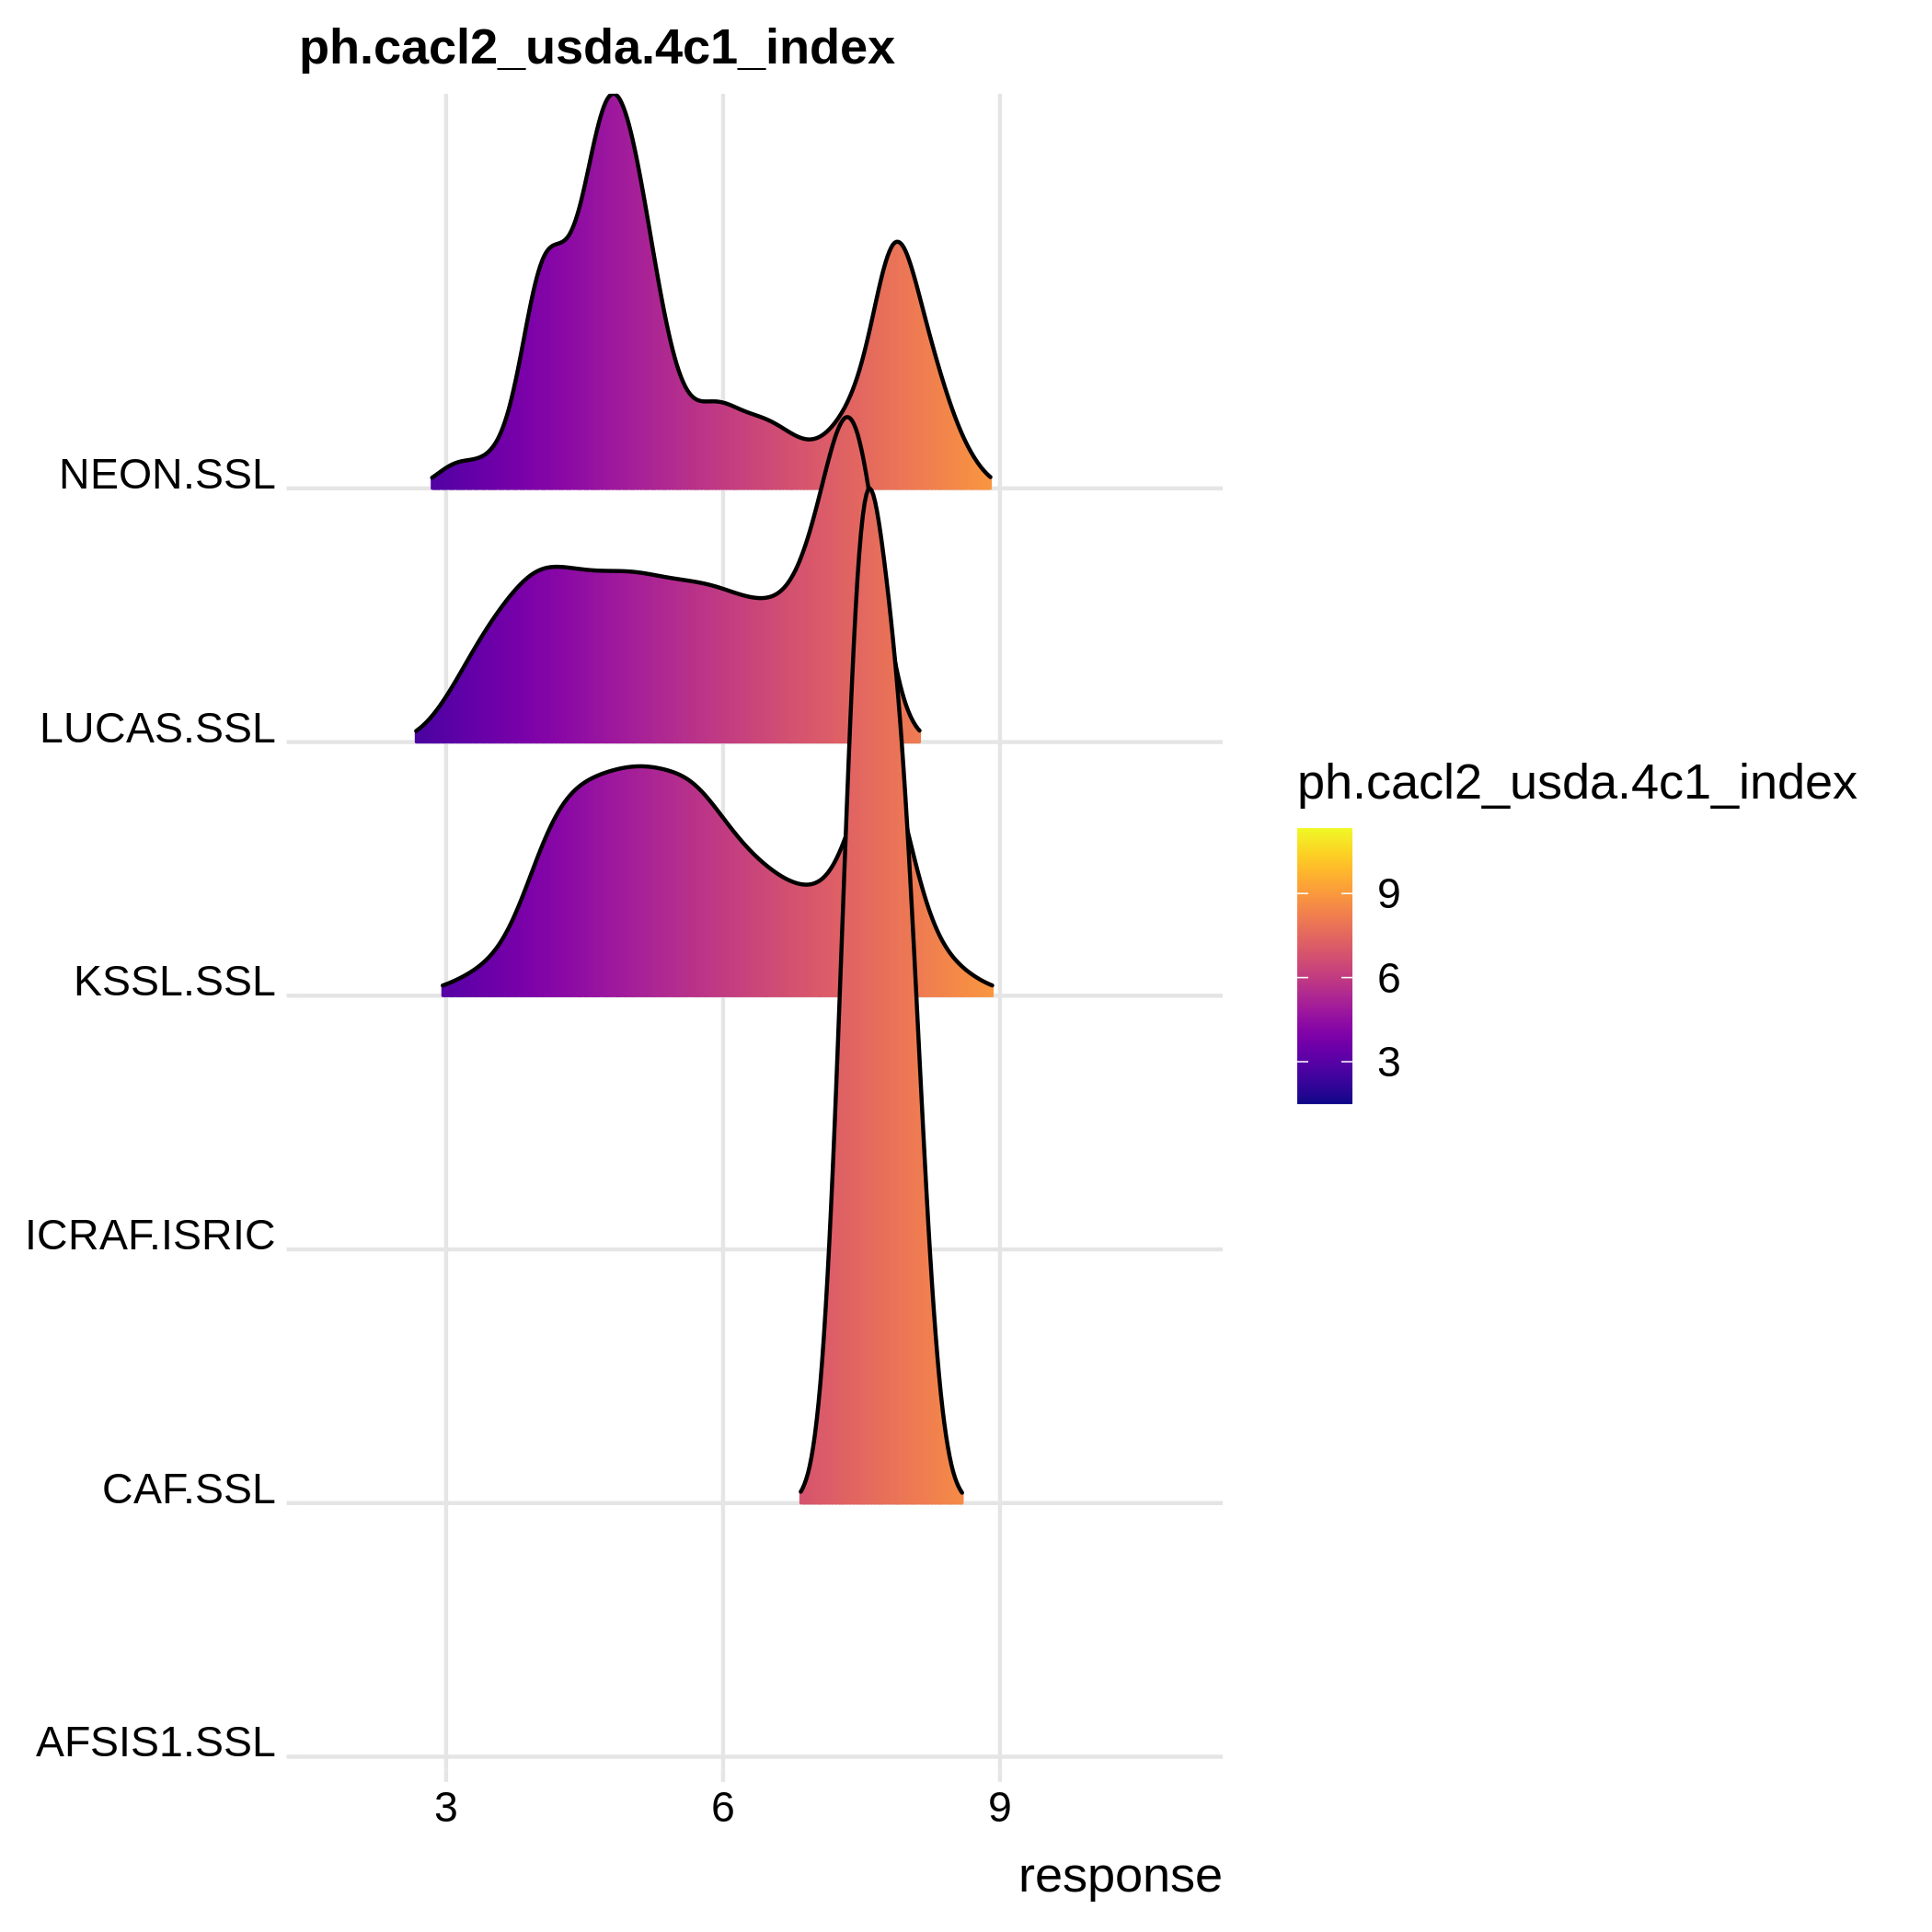 ph.cacl2_usda.4c1_index
NEON.SSL
LUCAS.SSL
KSSL.SSL
ICRAF.ISRIC
CAF.SSL
AFSIS1.SSL
3 6 9
response
ph.cacl2_usda.4c1_index
9
6
3